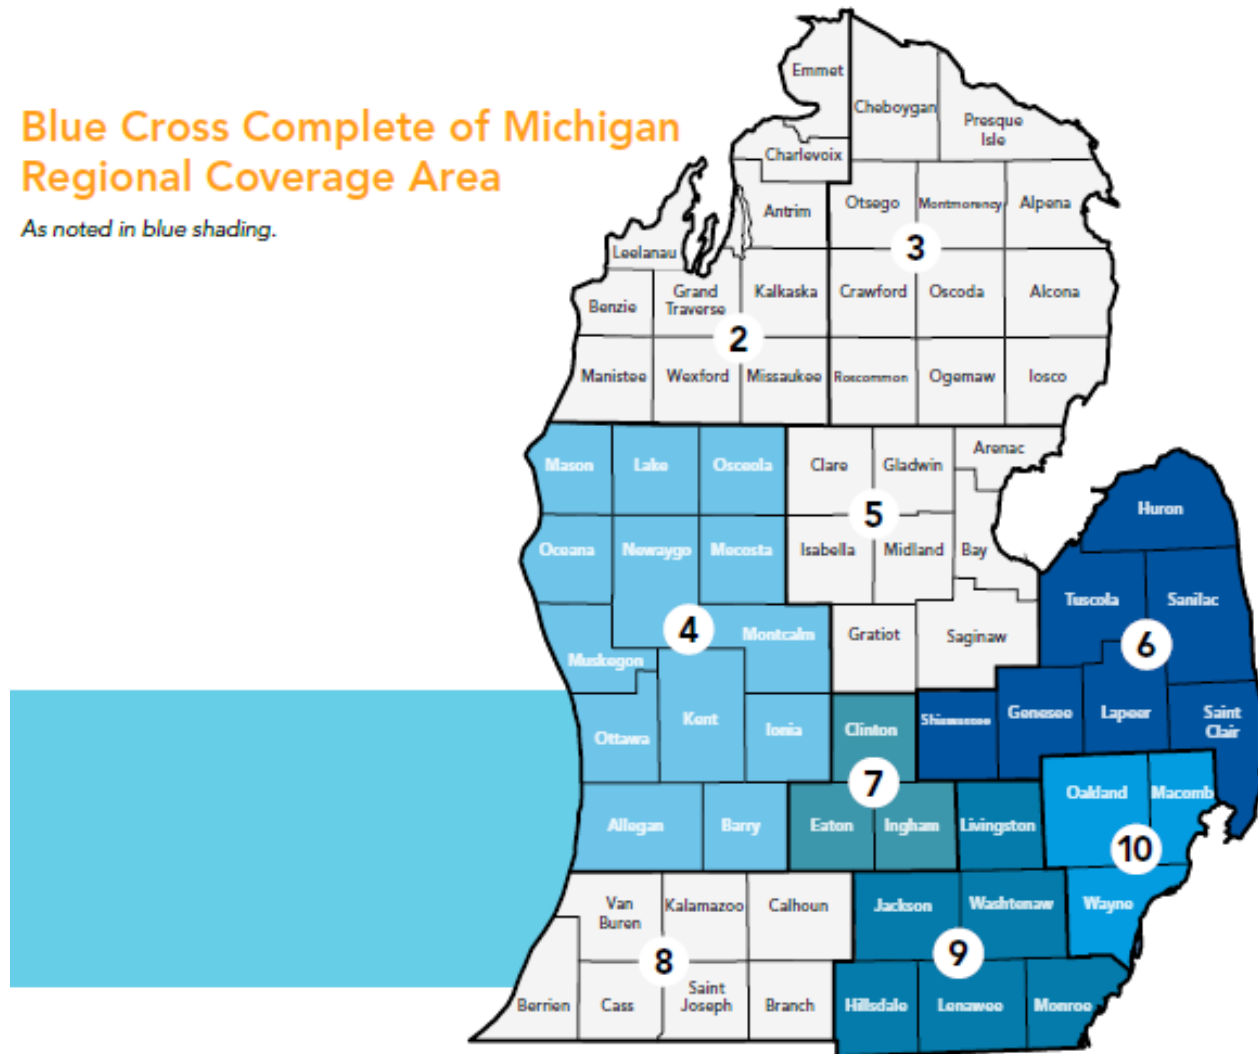 Blue Cross Complete of Michigan
Regional Coverage Area
As noted in blue shading.
Emmet
Cheboygan
Presque
Isle
Charlevoix
Antrim
Otsego
Montmorency
Alpena
Leelanau
3
Benzie
Grand
Traverse
Kalkaska
Crawford
Oscoda
Alcona
2
Manistee
Wexford
Missaukee
Roscommon
Ogemaw
Iosco
Mason
Lake
Osceola
Clare
Gladwin
Arenac
5
Huron
Oceana
Newaygo
Mecosta
Isabella
Midland
Bay
Tuscola
Sanilac
4
Montcalm
Gratiot
Saginaw
6
Muskegon
Ottawa
Kent
Ionia
Clinton
Shiawassee
Genesee
Lapeer
Saint
Clair
7
Oakland
Macomb
Allegan
Barry
Eaton
Ingham
Livingston
10
Van
Buren
Kalamazoo
Calhoun
Jackson
Washtenaw
Wayne
8
9
Berrien
Cass
Saint
Joseph
Branch
Hillsdale
Lenawee
Monroe